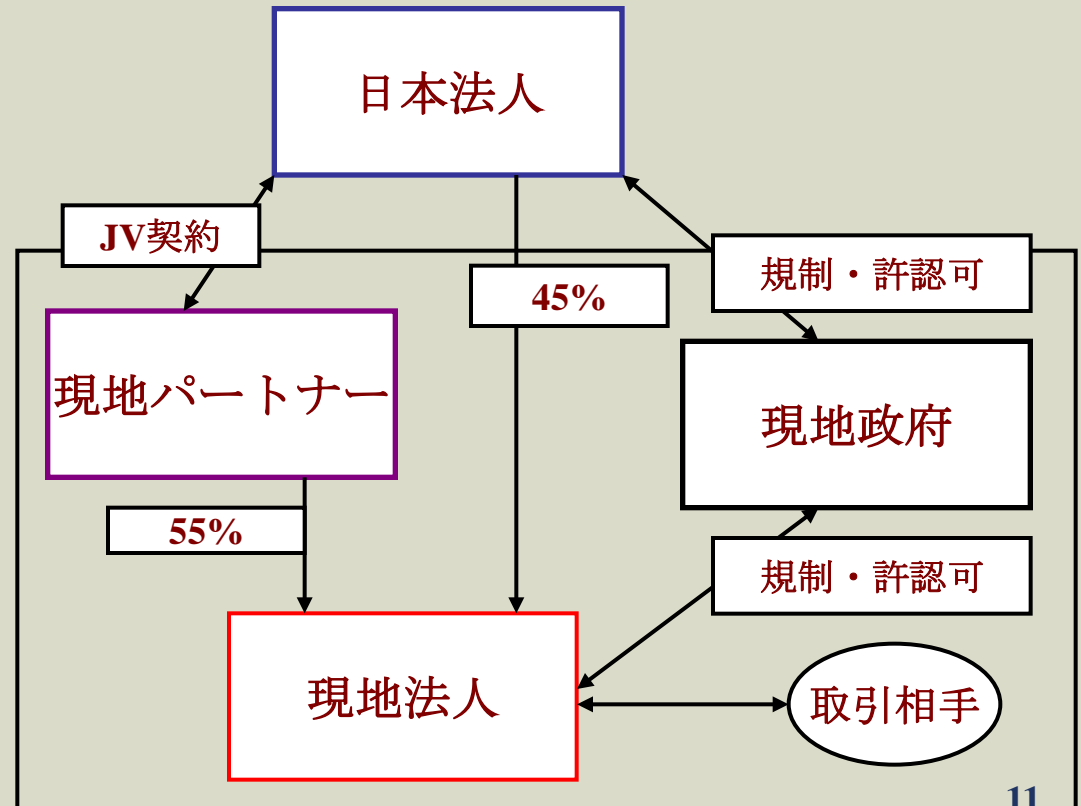 日本法人
JV契約
45%
規制・許認可
現地パートナー
現地政府
55%
規制・許認可
現地法人
取引相手
11